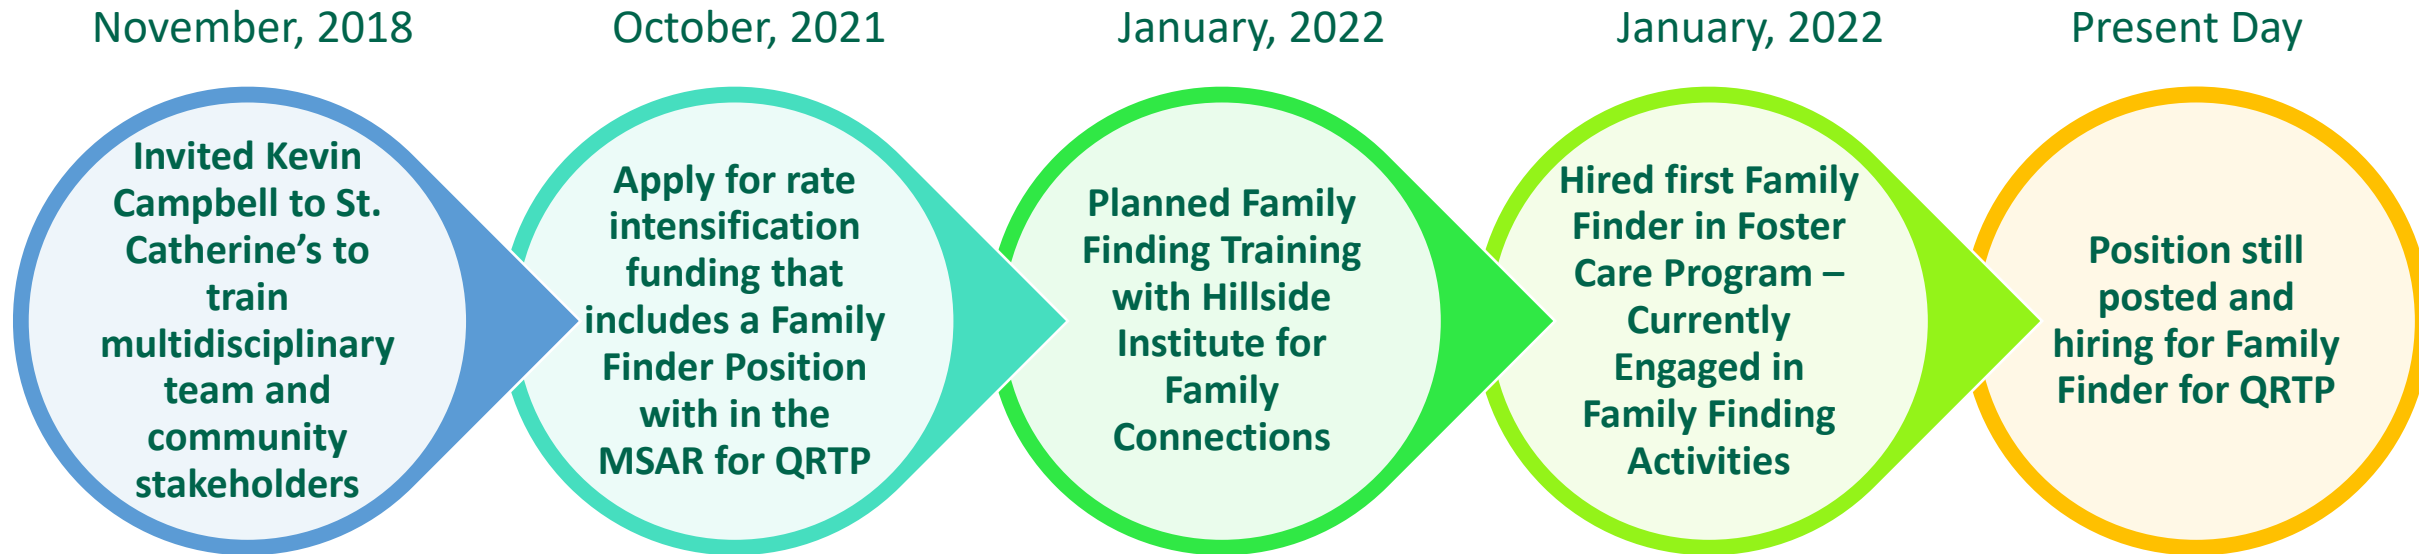 November, 2018
October, 2021
January, 2022
January, 2022
Present Day
Invited Kevin
Campbell to St.
Catherine’s to
train
multidisciplinary
team and
community
stakeholders
Apply for rate
intensification
funding that
includes a Family
Finder Position
with in the
MSAR for QRTP
Planned Family
Finding Training
with Hillside
Institute for
Family
Connections
Hired first Family
Finder in Foster
Care Program –
Currently
Engaged in
Family Finding
Activities
Position still
posted and
hiring for Family
Finder for QRTP